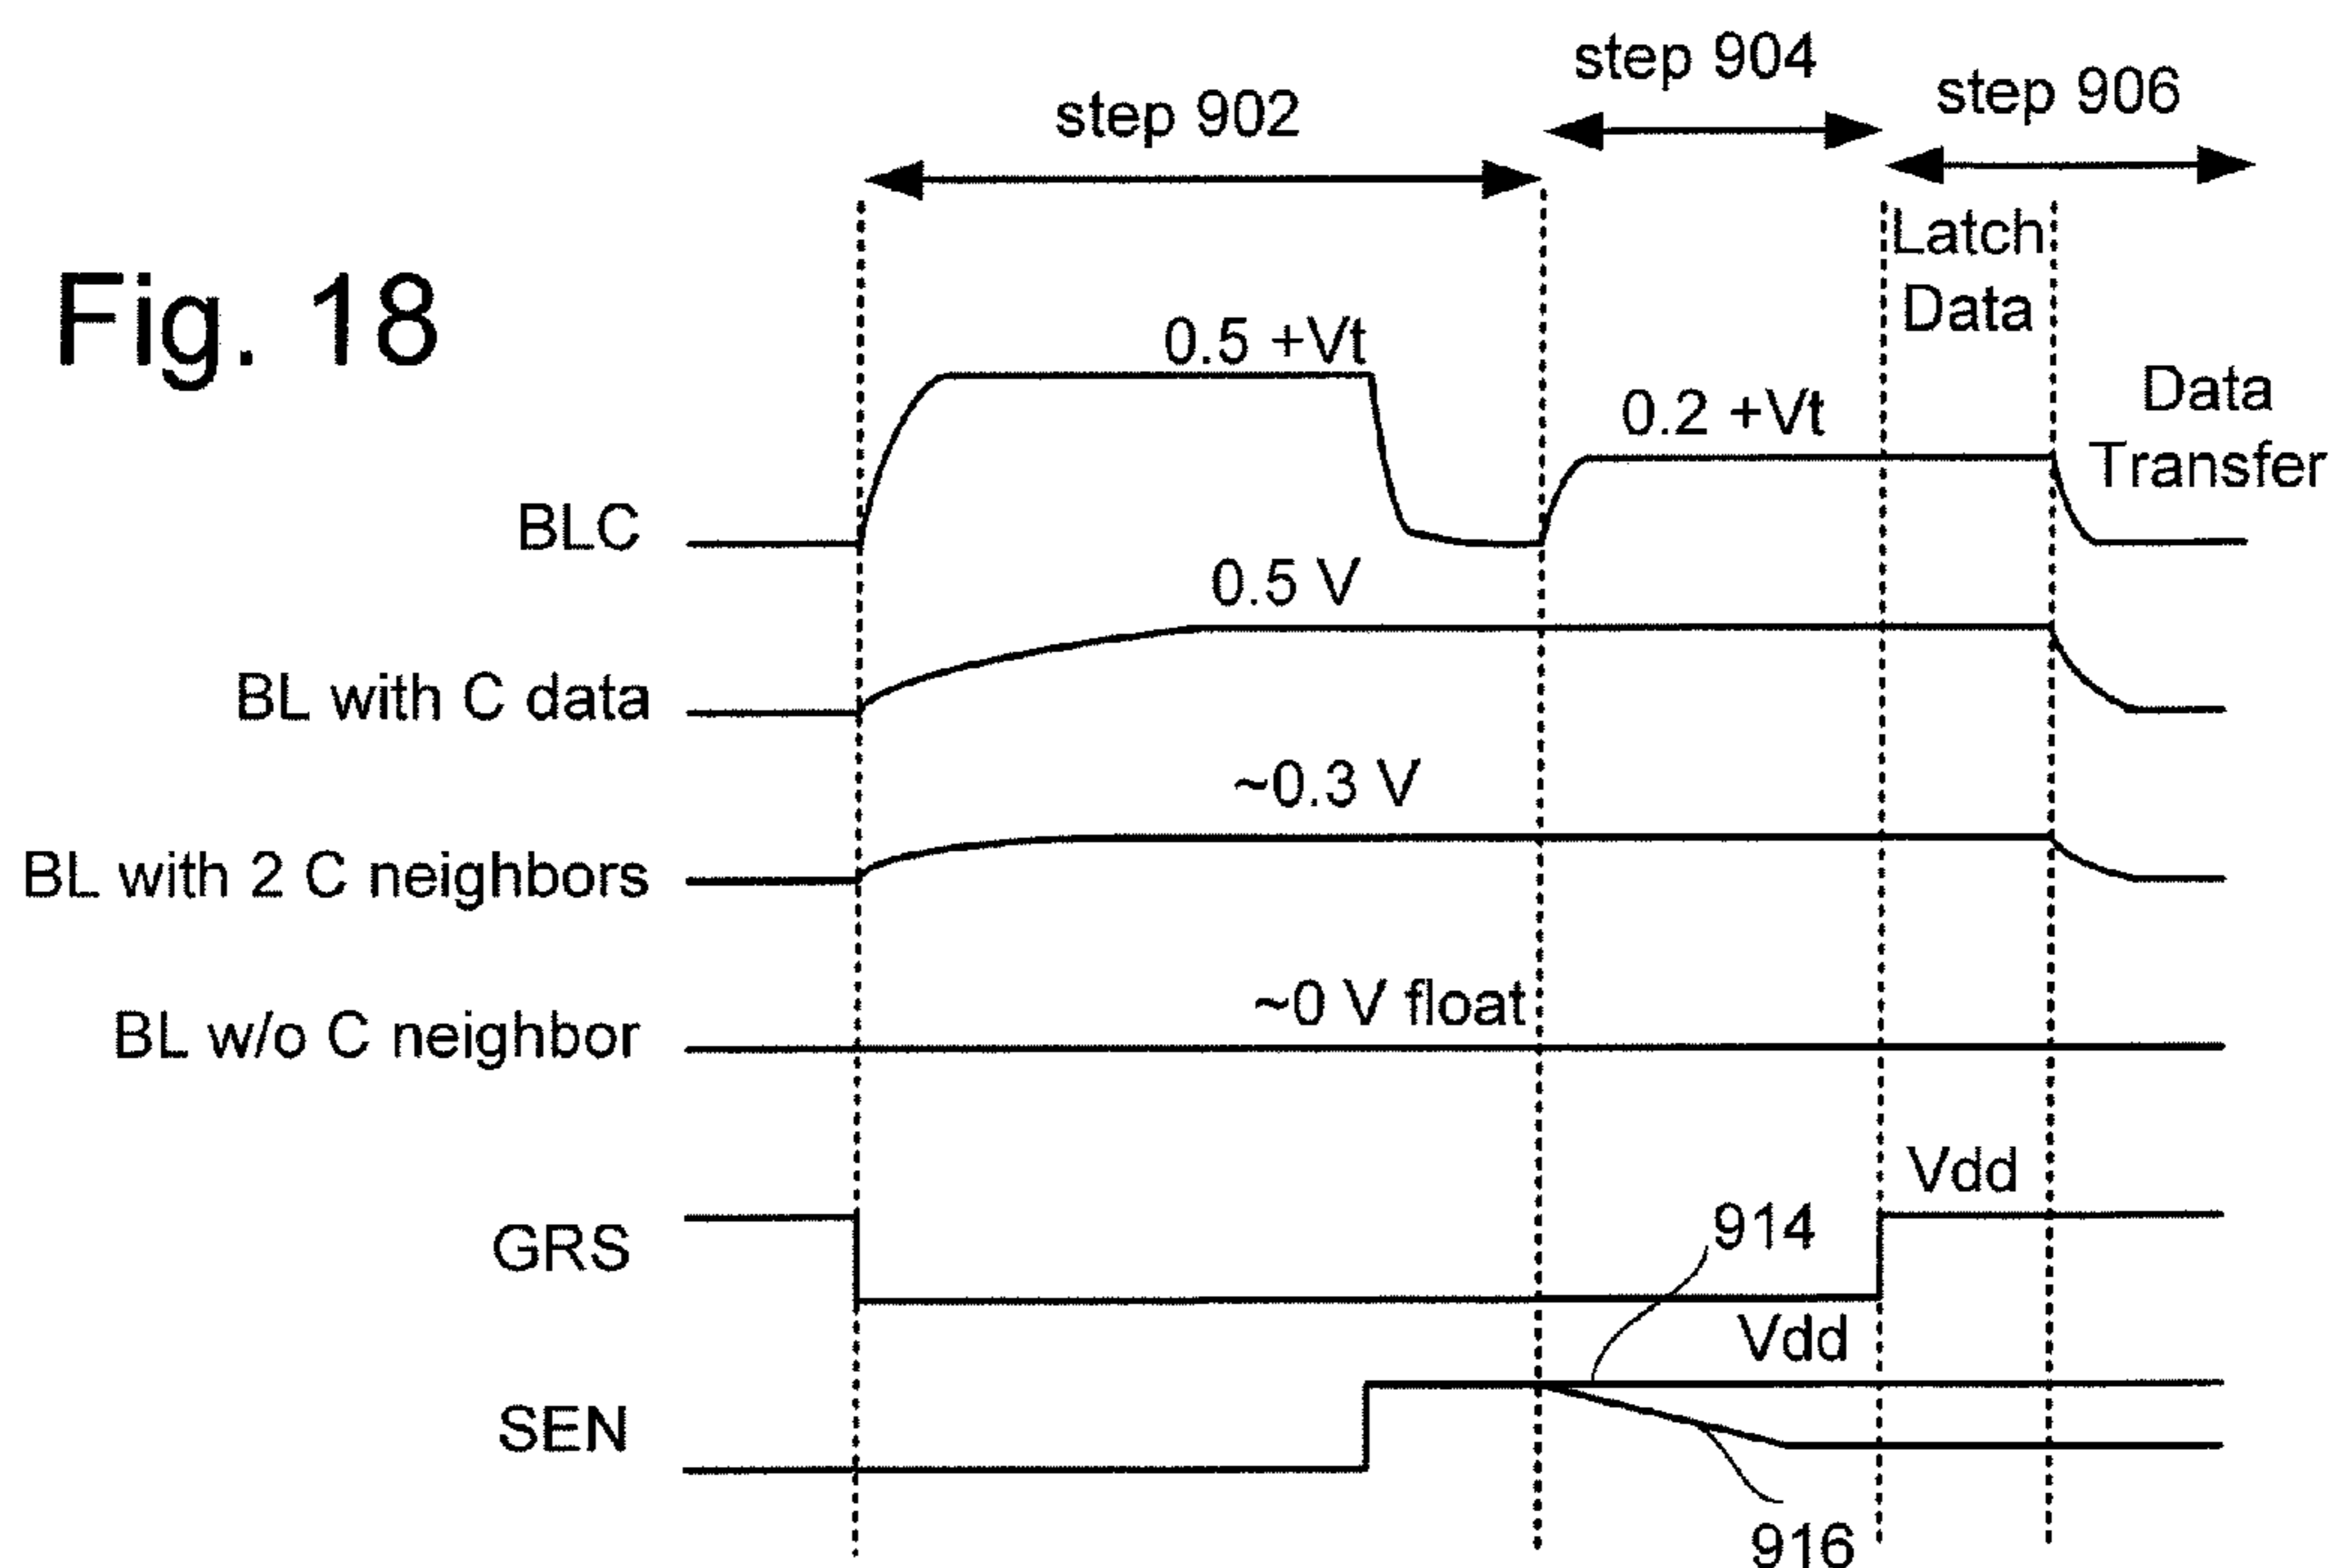 step 904
step 906
step 902
Latch
Data
Fig. 18
0.5 +Vt
0.2 +Vt
Data
Transfer
BLC
0.5 V
BL with C data
~0.3 V
BL with 2 C neighbors
~0 V float
BL w/o C neighbor
Vdd
914
GRS
Vdd
SEN
916